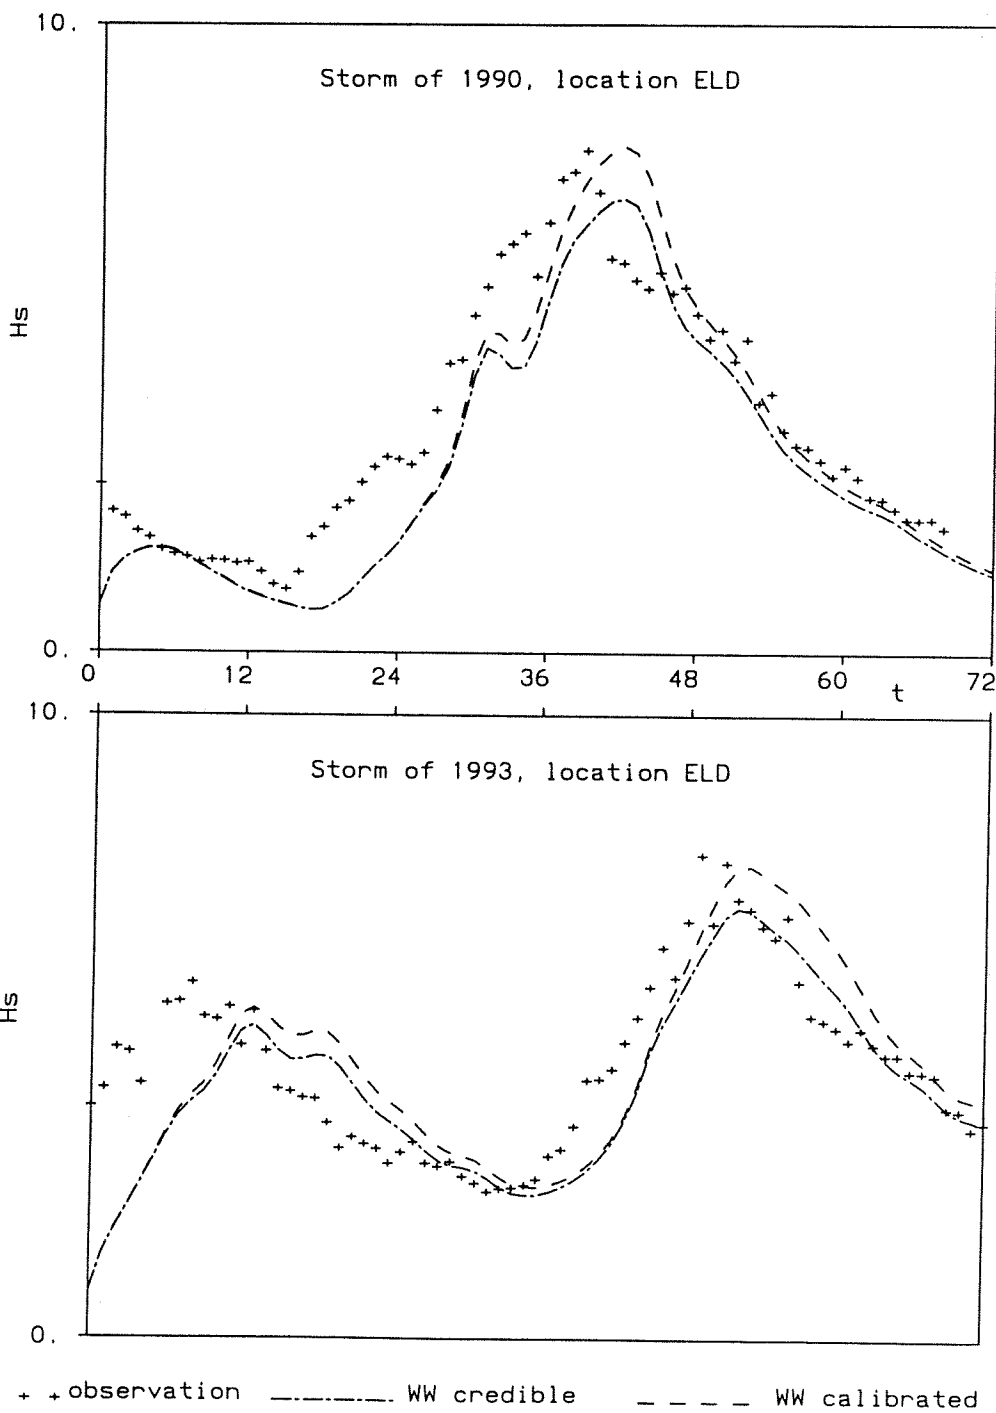 10.
Storm of 1990, location ELD
Hs
0.
0 12 24 36 48 60 t 72
10.
Storm of 1993, location ELD
Hs
0.
+ + observation WW credible WW calibrated